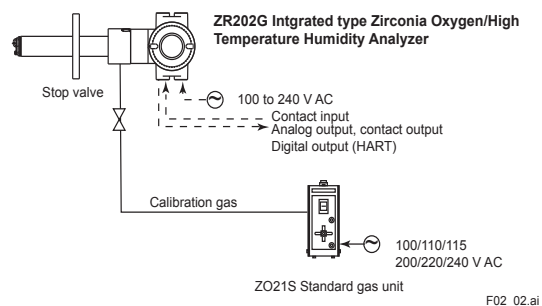 ZR202G Intgrated type Zirconia Oxygen/High
Temperature Humidity Analyzer
Stop valve
100 to 240 V AC
Contact input
Analog output, contact output
Digital output (HART)
Calibration gas
100/110/115
200/220/240 V AC
ZO21S Standard gas unit
F02_02.ai